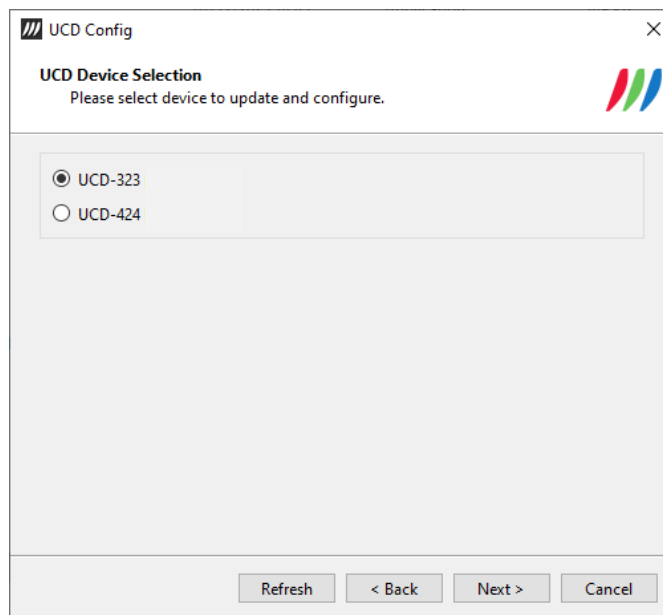 UCD Config
UCD Device Selection
Please select device to update and configure.
UCD-323
UCD-424
Refresh
< Back
Next >
Cancel